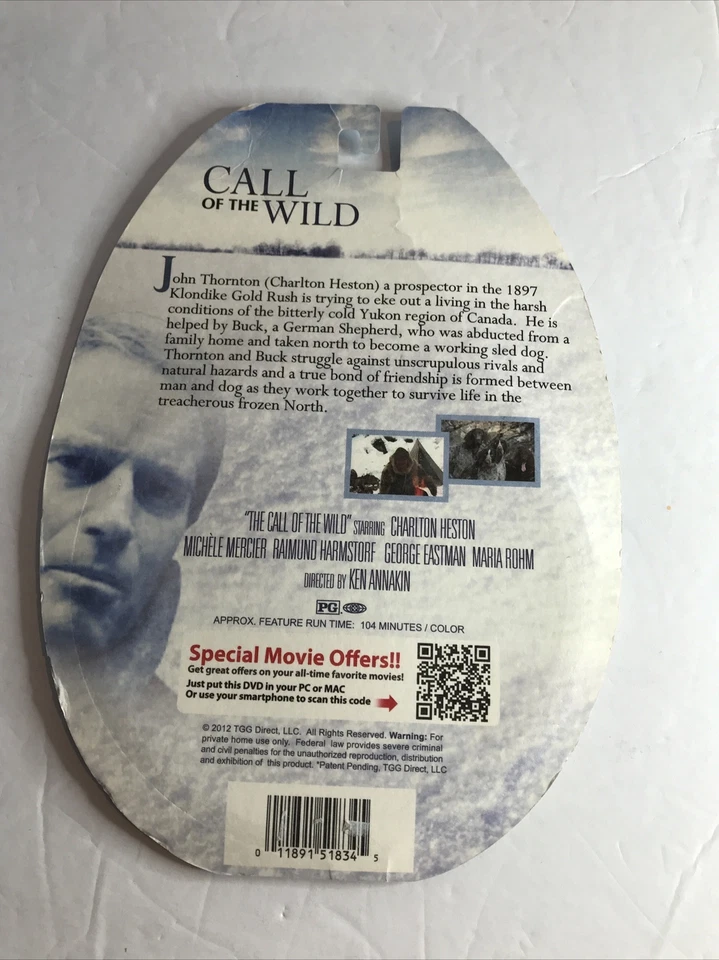 CALL
OF THE WILD
John Thornton (Charlton Heston) a prospector in the 1897
Klondike Gold Rush is trying to eke out a living in the harsh
conditions of the bitterly cold Yukon region of Canada. He is
helped by Buck, a German Shepherd, who was abducted from a
family home and taken north to become a working sled dog.
Thornton and Buck struggle against unscrupulous rivals and
natural hazards and a true bond of friendship is formed between
man and dog as they work together to survive life in the
treacherous frozen North.
"THE CALL OF THE WILD" STARRING CHARLTON HESTON
MICHÈLE MERCIER RAIMUND HARMSTORF GEORGE EASTMAN MARIA ROHM
DIRECTED BY KEN ANNAKIN
PG
APPROX. FEATURE RUN TIME: 104 MINUTES / COLOR
Special Movie Offers!!
Get great offers on your all-time favorite movies!
Just put this DVD in your PC or MAC
Or use your smartphone to scan this code
© 2012 TGG Direct, LLC. All Rights Reserved. Warning: For
private home use only. Federal law provides severe criminal
and civil penalties for the unauthorized reproduction, distribution
and exhibition of this product. *Patent Pending, TGG Direct, LLC
0 11891 51834 5